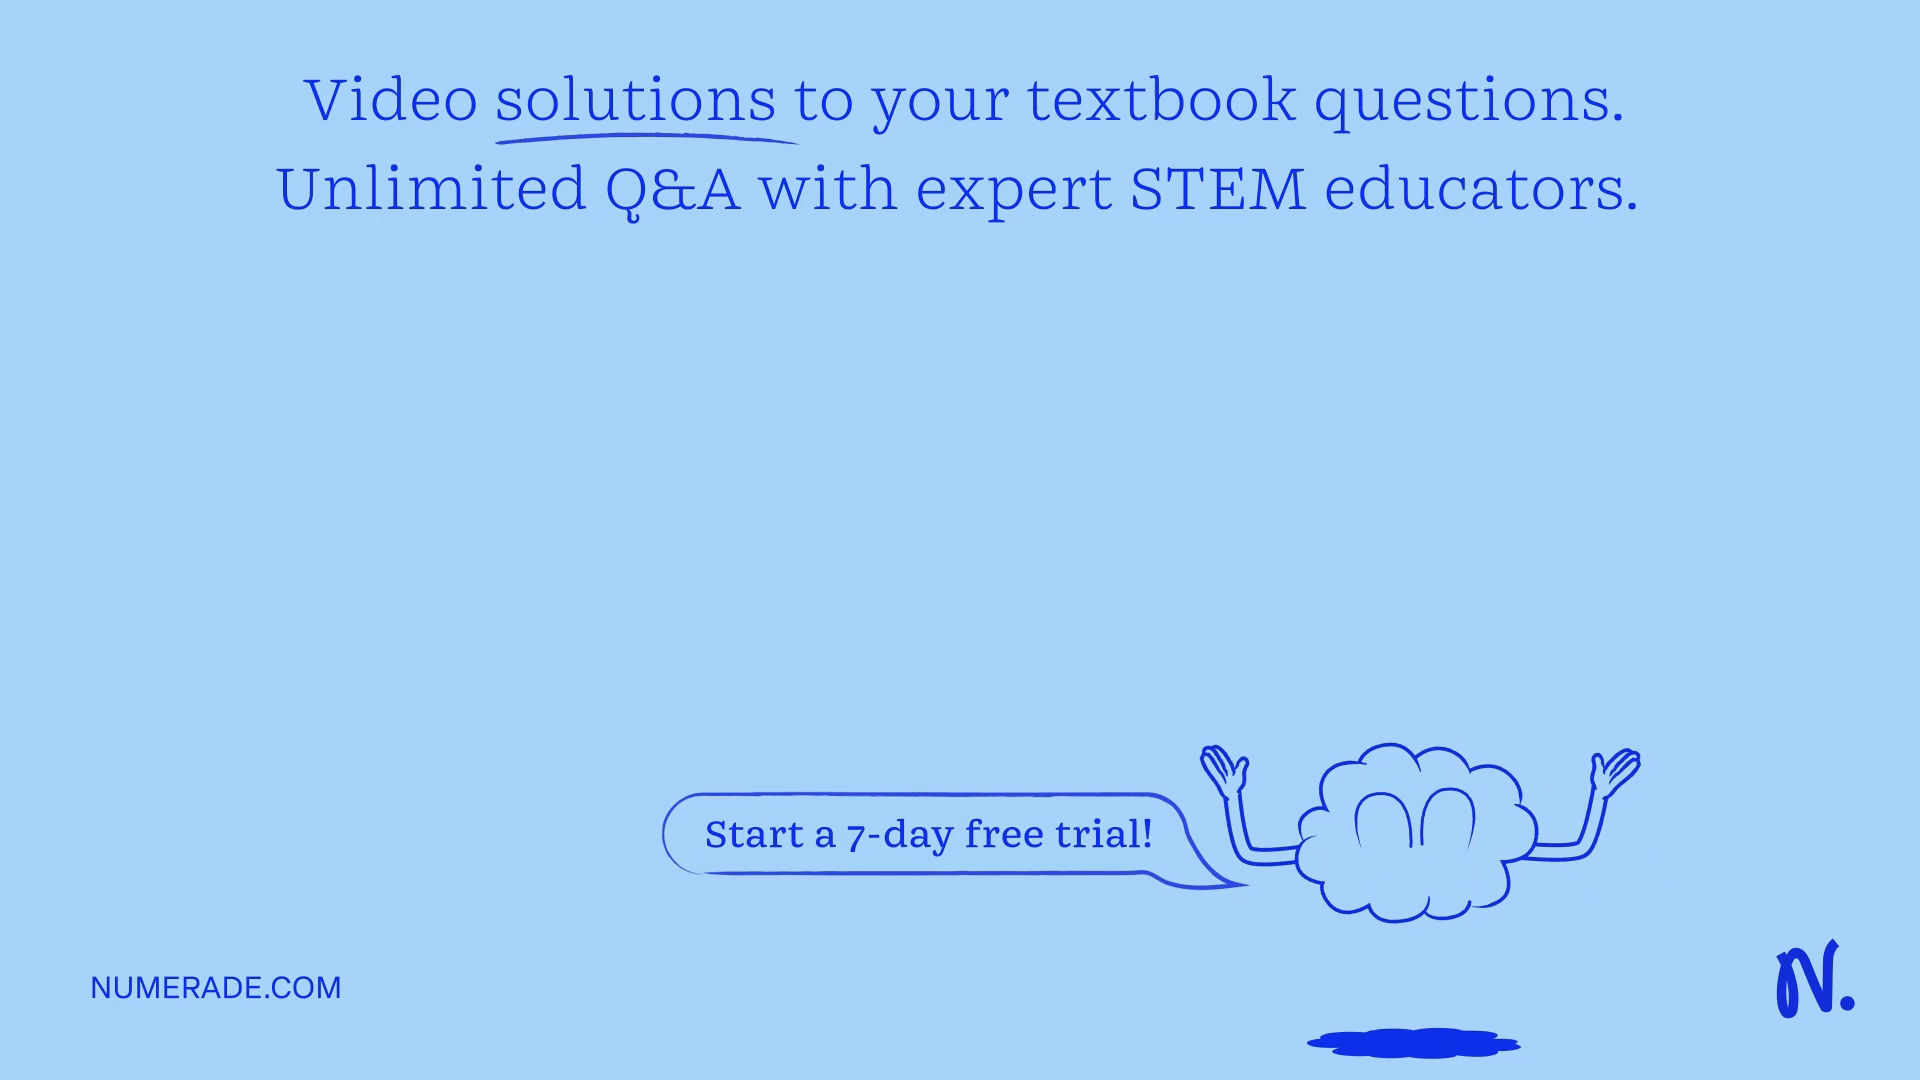 Video solutions to your textbook questions.
Unlimited Q&A with expert STEM educators.
Start a 7-day free trial!
NUMERADE.COM
N.